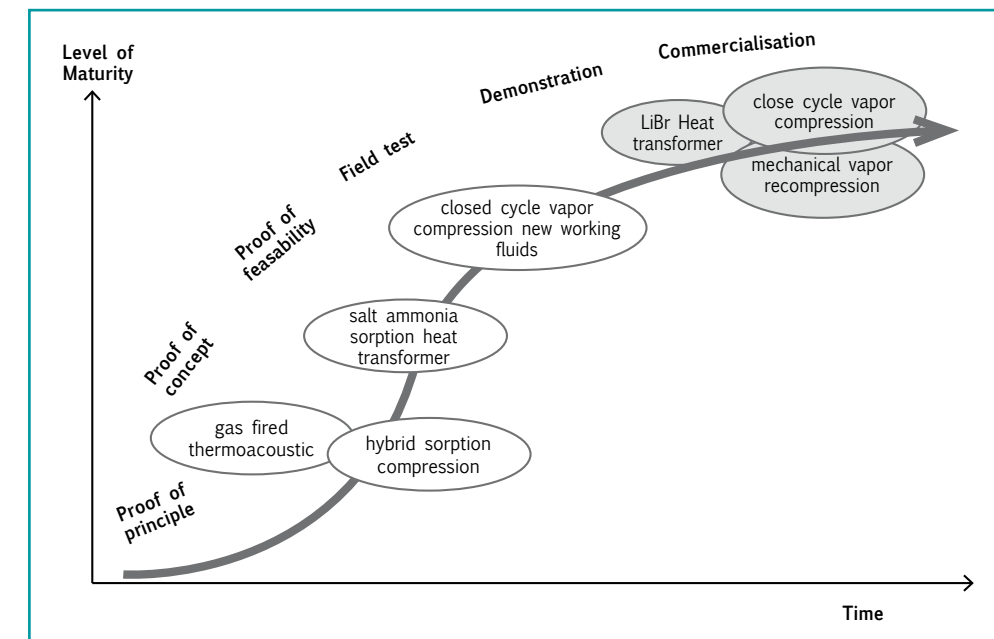 Level of
Maturity
Commercialisation
Demonstration
Field test
Proof of
feasability
Proof of
concept
Proof of
principle
close cycle vapor
compression
LiBr Heat
transformer
mechanical vapor
recompression
closed cycle vapor
compression new working
fluids
salt ammonia
sorption heat
transformer
gas fired
thermoacoustic
hybrid sorption
compression
Time